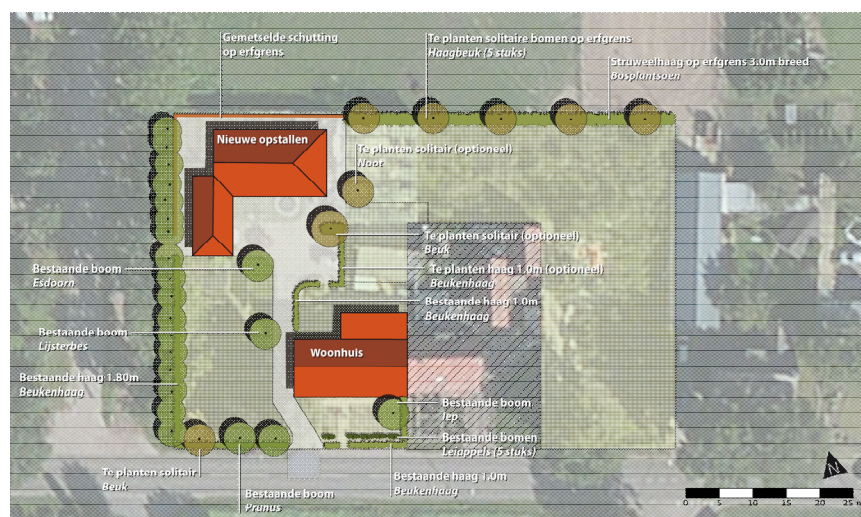 Gemetselde schutting
op erfgrens
Te planten solitaire bomen op erfgrens
Haagbeuk (5 stuks)
Struweelhaag op erfgrens 3.0m breed
Bosplantsoen
Nieuwe opstallen
Te planten solitair (optioneel)
Noot
Te planten solitair (optioneel)
Beuk
Bestaande boom
Esdoorn
Te planten haag 1.0m (optioneel)
Beukenhaag
Bestaande haag 1.0m
Beukenhaag
Bestaande boom
Lijsterbes
Woonhuis
Bestaande haag 1.80m
Beukenhaag
Bestaande boom
Iep
Bestaande bomen
Leiappels (5 stuks)
Te planten solitair
Beuk
Bestaande haag 1.0m
Beukenhaag
Bestaande boom
Prunus
N
0 5 10 15 20 25 m